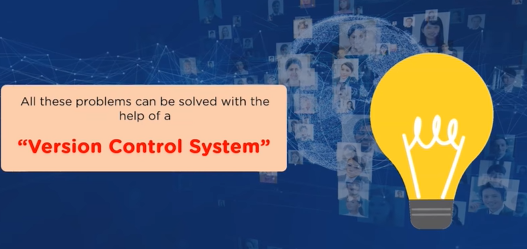 All these problems can be solved with the
help of a
“Version Control System”